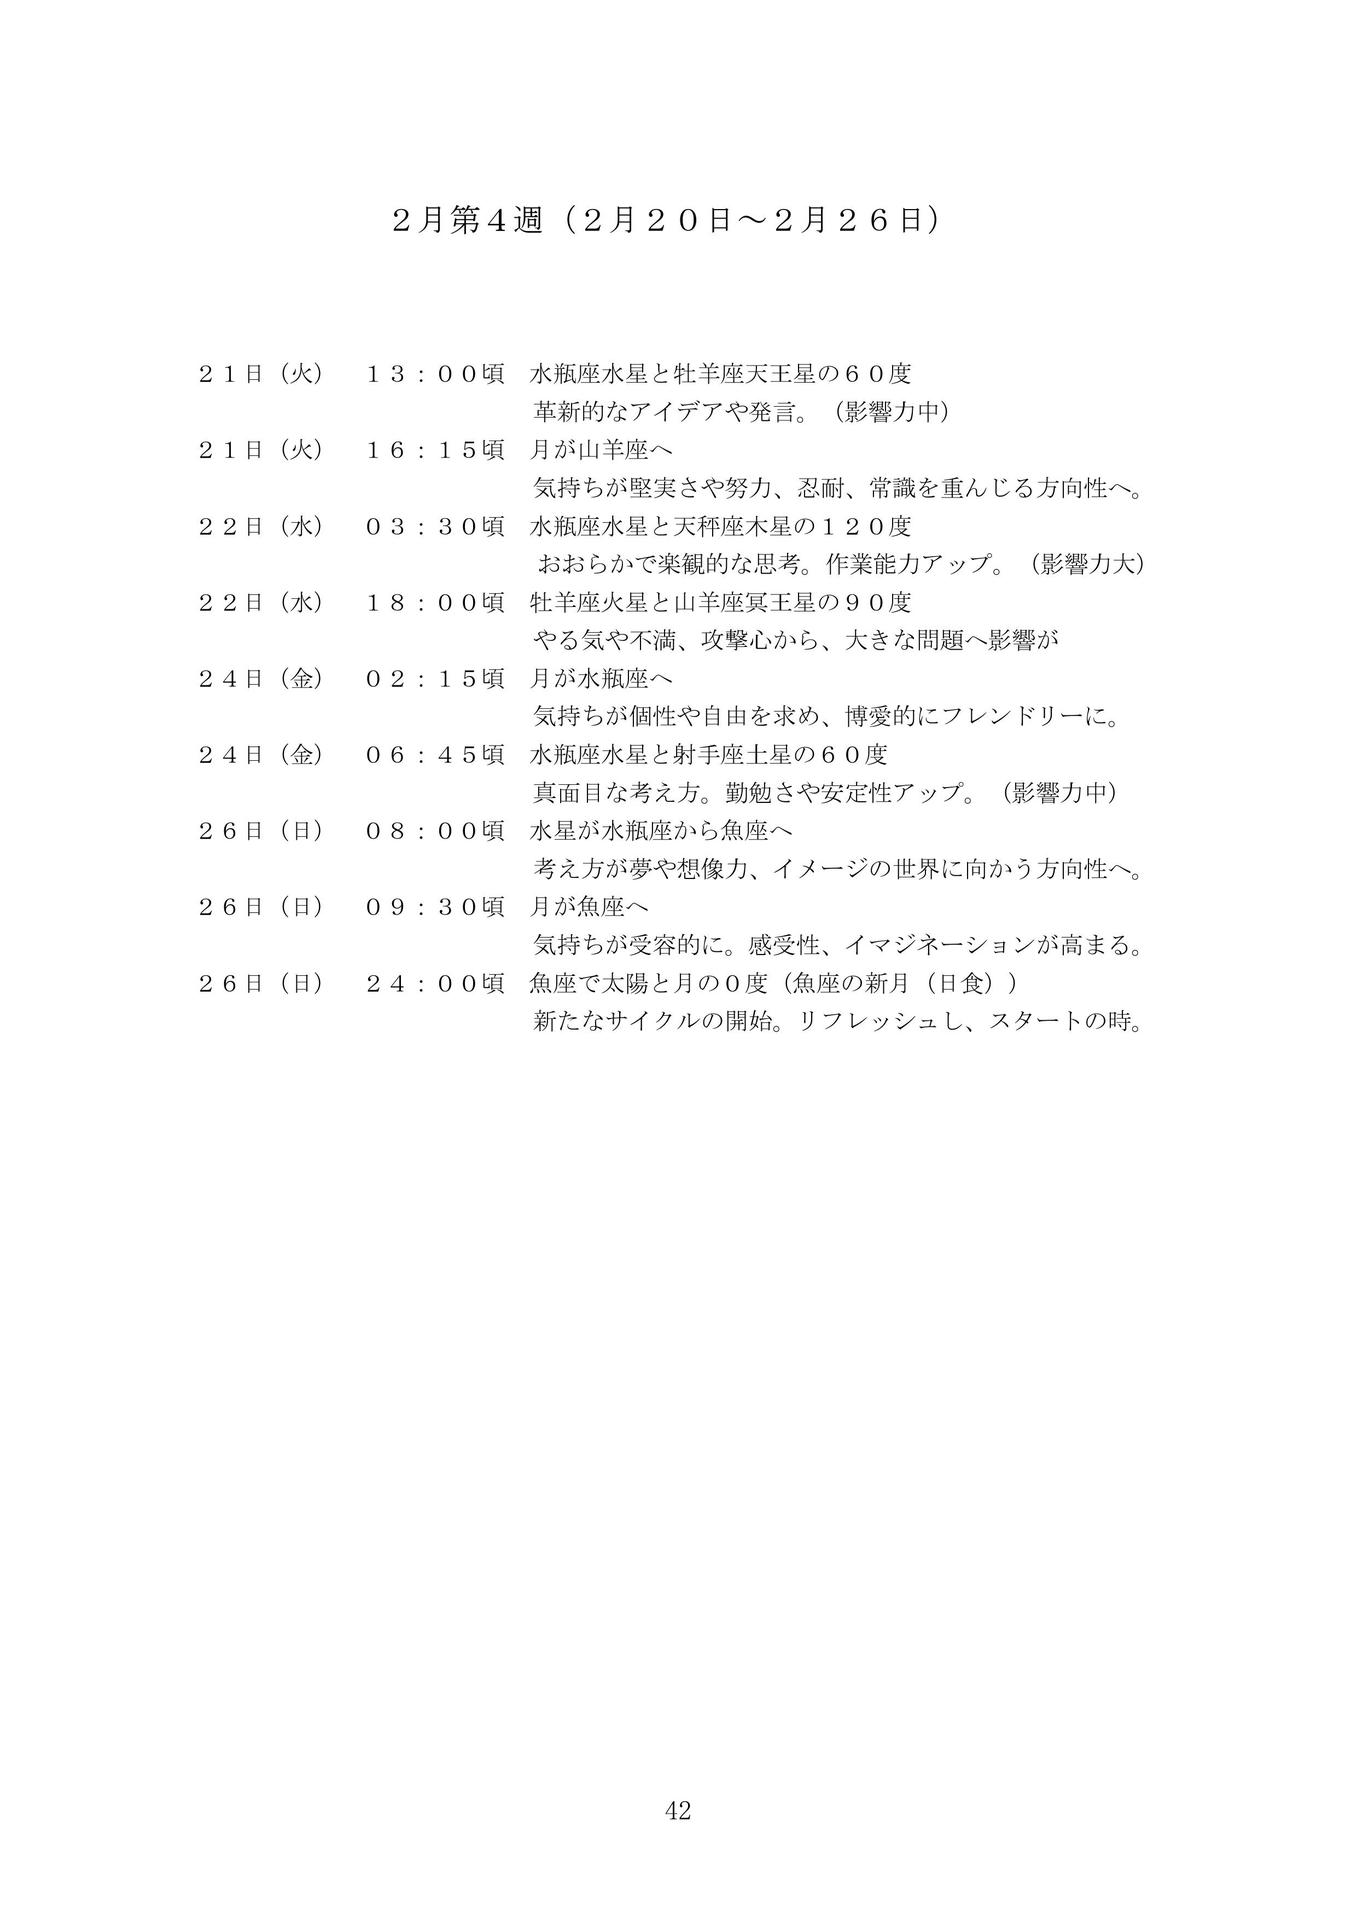 ２月第４週（２月２０日～２月２６日）
２１日（火）　１３：００頃　水瓶座水星と牡羊座天王星の６０度
革新的なアイデアや発言。（影響力中）
２１日（火）　１６：１５頃　月が山羊座へ
気持ちが堅実さや努力、忍耐、常識を重んじる方向性へ。
２２日（水）　０３：３０頃　水瓶座水星と天秤座木星の１２０度
おおらかで楽観的な思考。作業能力アップ。（影響力大）
２２日（水）　１８：００頃　牡羊座火星と山羊座冥王星の９０度
やる気や不満、攻撃心から、大きな問題へ影響が
２４日（金）　０２：１５頃　月が水瓶座へ
気持ちが個性や自由を求め、博愛的にフレンドリーに。
２４日（金）　０６：４５頃　水瓶座水星と射手座土星の６０度
真面目な考え方。勤勉さや安定性アップ。（影響力中）
２６日（日）　０８：００頃　水星が水瓶座から魚座へ
考え方が夢や想像力、イメージの世界に向かう方向性へ。
２６日（日）　０９：３０頃　月が魚座へ
気持ちが受容的に。感受性、イマジネーションが高まる。
２６日（日）　２４：００頃　魚座で太陽と月の０度（魚座の新月（日食））
新たなサイクルの開始。リフレッシュし、スタートの時。
42